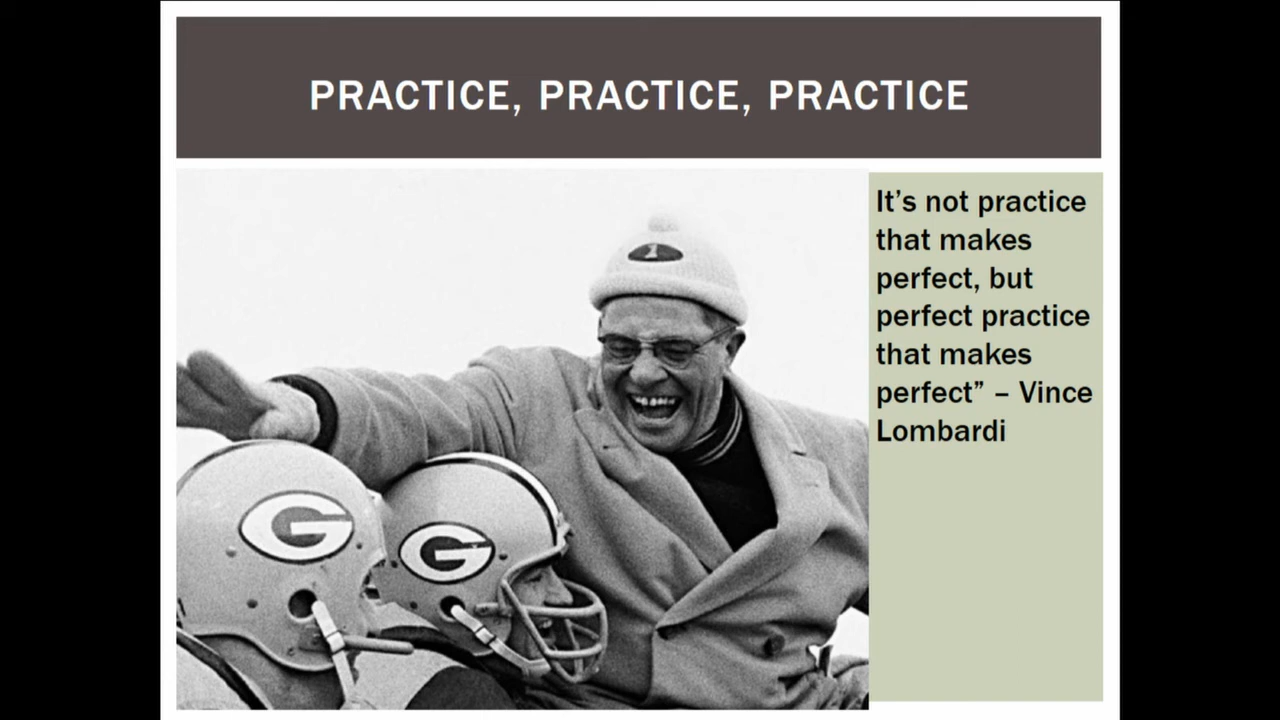 PRACTICE, PRACTICE, PRACTICE
1
G
G
It's not practice
that makes
perfect, but
perfect practice
that makes
perfect” – Vince
Lombardi